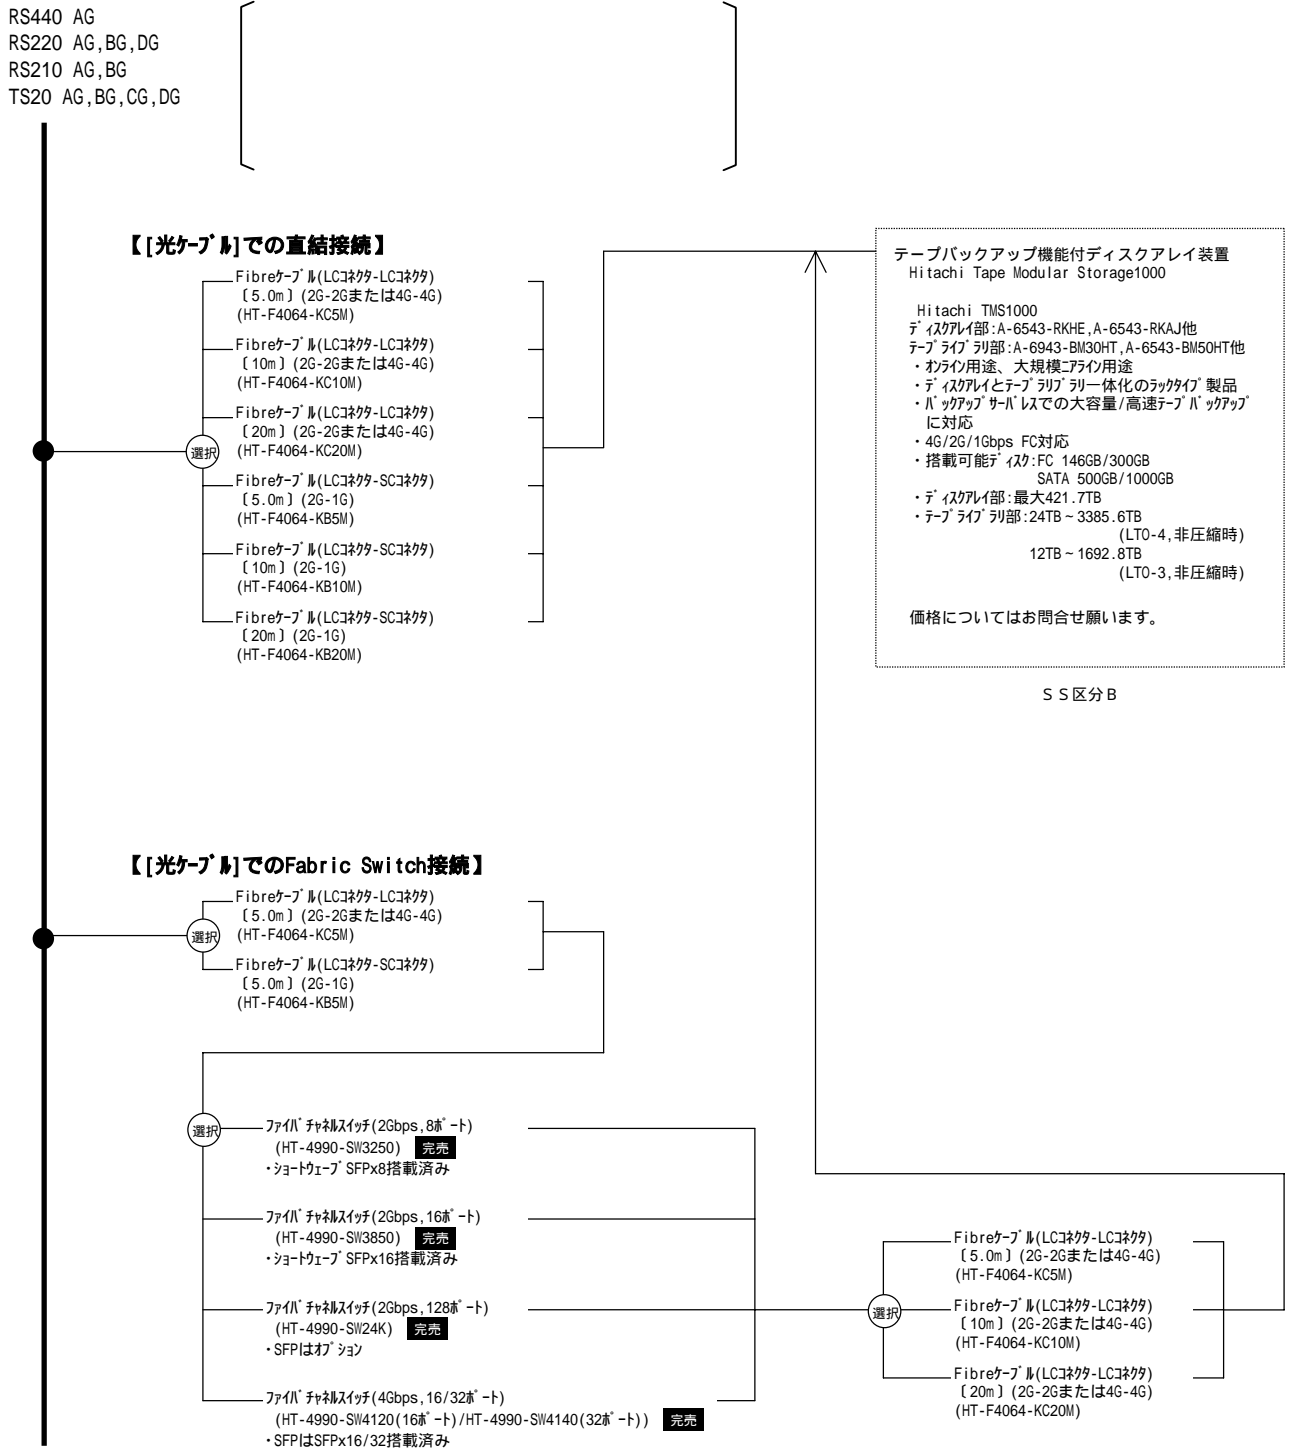 RS440 AG
RS220 AG,BG,DG
RS210 AG,BG
TS20 AG,BG,CG,DG
【[光ｹｰﾌﾞﾙ]での直結接続】
Fibreｹｰﾌﾞﾙ(LCｺﾈｸﾀ-LCｺﾈｸﾀ)
〔5.0m〕(2G-2Gまたは4G-4G)
(HT-F4064-KC5M)
Fibreｹｰﾌﾞﾙ(LCｺﾈｸﾀ-LCｺﾈｸﾀ)
〔10m〕(2G-2Gまたは4G-4G)
(HT-F4064-KC10M)
Fibreｹｰﾌﾞﾙ(LCｺﾈｸﾀ-LCｺﾈｸﾀ)
〔20m〕(2G-2Gまたは4G-4G)
(HT-F4064-KC20M)
選択
Fibreｹｰﾌﾞﾙ(LCｺﾈｸﾀ-SCｺﾈｸﾀ)
〔5.0m〕(2G-1G)
(HT-F4064-KB5M)
Fibreｹｰﾌﾞﾙ(LCｺﾈｸﾀ-SCｺﾈｸﾀ)
〔10m〕(2G-1G)
(HT-F4064-KB10M)
Fibreｹｰﾌﾞﾙ(LCｺﾈｸﾀ-SCｺﾈｸﾀ)
〔20m〕(2G-1G)
(HT-F4064-KB20M)
テープバックアップ機能付ディスクアレイ装置
Hitachi Tape Modular Storage1000
Hitachi TMS1000
ﾃﾞｨｽｸｱﾚｲ部:A-6543-RKHE,A-6543-RKAJ他
ﾃｰﾌﾟﾗｲﾌﾞﾗﾘ部:A-6943-BM30HT,A-6543-BM50HT他
・ｵﾝﾗｲﾝ用途、大規模ﾆｱﾗｲﾝ用途
・ﾃﾞｨｽｸｱﾚｲとﾃｰﾌﾟﾗﾘﾌﾞﾗﾘ一体化のﾗｯｸﾀｲﾌﾟ製品
・ﾊﾞｯｸｱｯﾌﾟｻｰﾊﾞﾚｽでの大容量/高速ﾃｰﾌﾟﾊﾞｯｸｱｯﾌﾟ
に対応
・4G/2G/1Gbps FC対応
・搭載可能ﾃﾞｨｽｸ:FC 146GB/300GB
SATA 500GB/1000GB
・ﾃﾞｨｽｸｱﾚｲ部:最大421.7TB
・ﾃｰﾌﾟﾗｲﾌﾞﾗﾘ部:24TB～3385.6TB
(LTO-4,非圧縮時)
12TB～1692.8TB
(LTO-3,非圧縮時)
価格についてはお問合せ願います。
ＳＳ区分Ｂ
【[光ｹｰﾌﾞﾙ]でのFabric Switch接続】
Fibreｹｰﾌﾞﾙ(LCｺﾈｸﾀ-LCｺﾈｸﾀ)
〔5.0m〕(2G-2Gまたは4G-4G)
(HT-F4064-KC5M)
選択
Fibreｹｰﾌﾞﾙ(LCｺﾈｸﾀ-SCｺﾈｸﾀ)
〔5.0m〕(2G-1G)
(HT-F4064-KB5M)
選択
ﾌｧｲﾊﾞﾁｬﾈﾙｽｲｯﾁ(2Gbps,8ﾎﾟｰﾄ)
(HT-4990-SW3250) 完売
・ｼｮｰﾄｳｪｰﾌﾞSFPx8搭載済み
ﾌｧｲﾊﾞﾁｬﾈﾙｽｲｯﾁ(2Gbps,16ﾎﾟｰﾄ)
(HT-4990-SW3850) 完売
・ｼｮｰﾄｳｪｰﾌﾞSFPx16搭載済み
ﾌｧｲﾊﾞﾁｬﾈﾙｽｲｯﾁ(2Gbps,128ﾎﾟｰﾄ)
(HT-4990-SW24K) 完売
・SFPはｵﾌﾟｼｮﾝ
ﾌｧｲﾊﾞﾁｬﾈﾙｽｲｯﾁ(4Gbps,16/32ﾎﾟｰﾄ)
(HT-4990-SW4120(16ﾎﾟｰﾄ)/HT-4990-SW4140(32ﾎﾟｰﾄ)) 完売
・SFPはSFPx16/32搭載済み
Fibreｹｰﾌﾞﾙ(LCｺﾈｸﾀ-LCｺﾈｸﾀ)
〔5.0m〕(2G-2Gまたは4G-4G)
(HT-F4064-KC5M)
選択
Fibreｹｰﾌﾞﾙ(LCｺﾈｸﾀ-LCｺﾈｸﾀ)
〔10m〕(2G-2Gまたは4G-4G)
(HT-F4064-KC10M)
Fibreｹｰﾌﾞﾙ(LCｺﾈｸﾀ-LCｺﾈｸﾀ)
〔20m〕(2G-2Gまたは4G-4G)
(HT-F4064-KC20M)